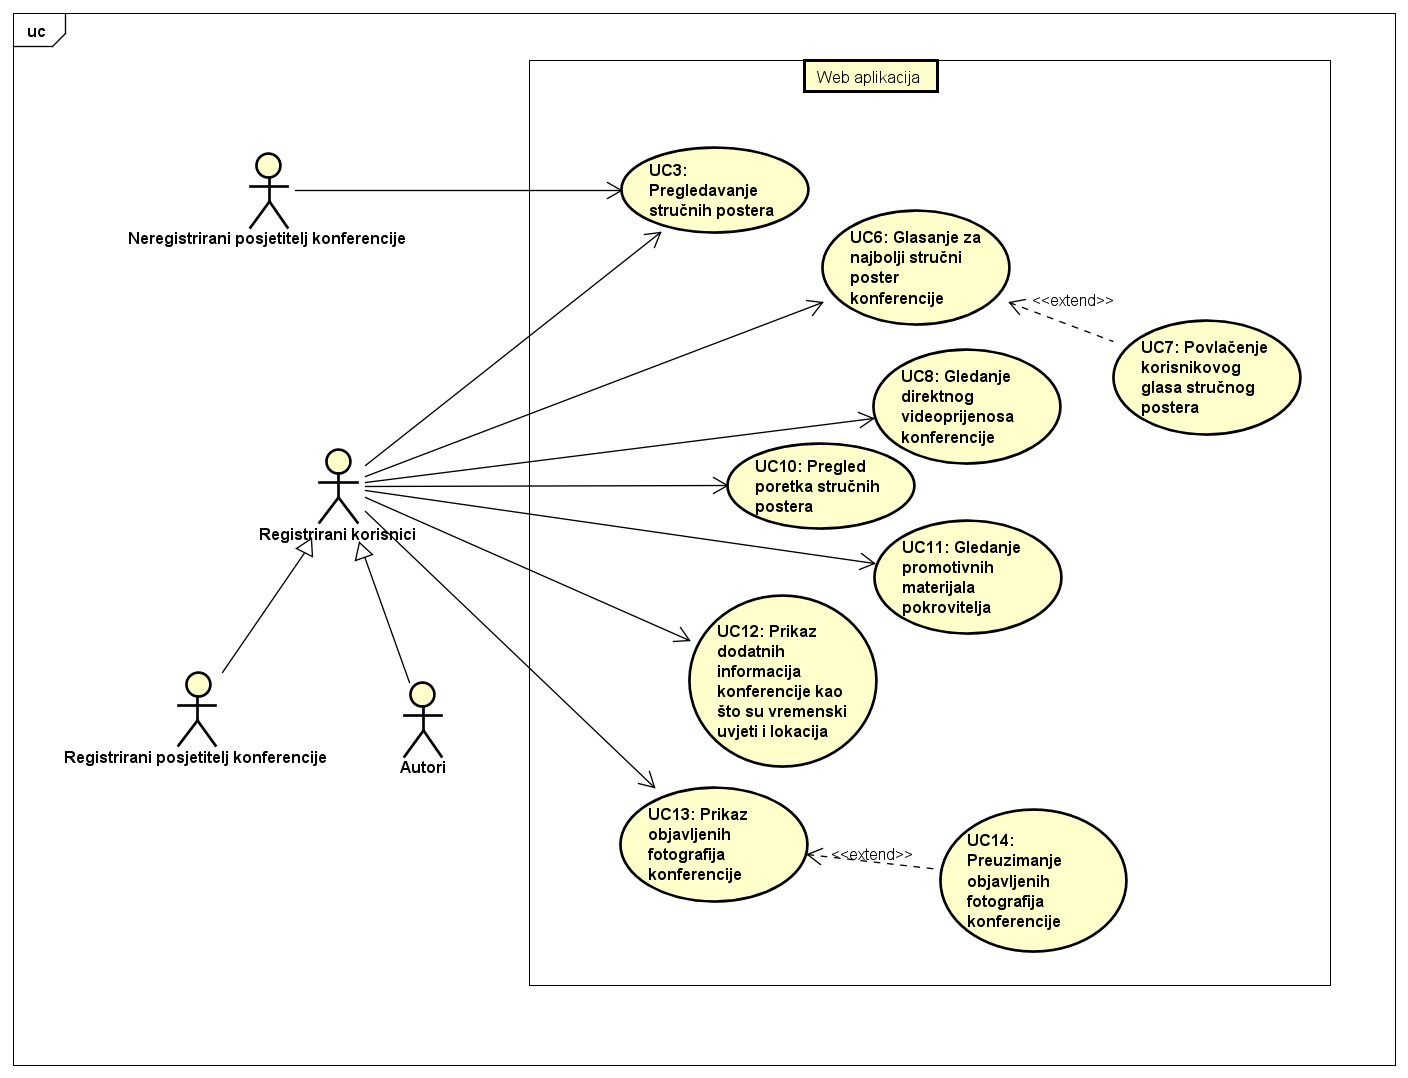 uc
Web aplikacija
Neregistrirani posjetitelj konferencije
UC3:
Pregledavanje
stručnih postera
UC6: Glasanje za
najbolji stručni
poster
konferencije
<<extend>>
UC7: Povlačenje
korisnikovog
glasa stručnog
postera
UC8: Gledanje
direktnog
videoprijenosa
konferencije
UC10: Pregled
poretka stručnih
postera
Registrirani korisnici
UC11: Gledanje
promotivnih
materijala
pokrovitelja
UC12: Prikaz
dodatnih
informacija
konferencije kao
što su vremenski
uvjeti i lokacija
Registrirani posjetitelj konferencije
Autori
UC13: Prikaz
objavljenih
fotografija
konferencije
<<extend>>
UC14:
Preuzimanje
objavljenih
fotografija
konferencije